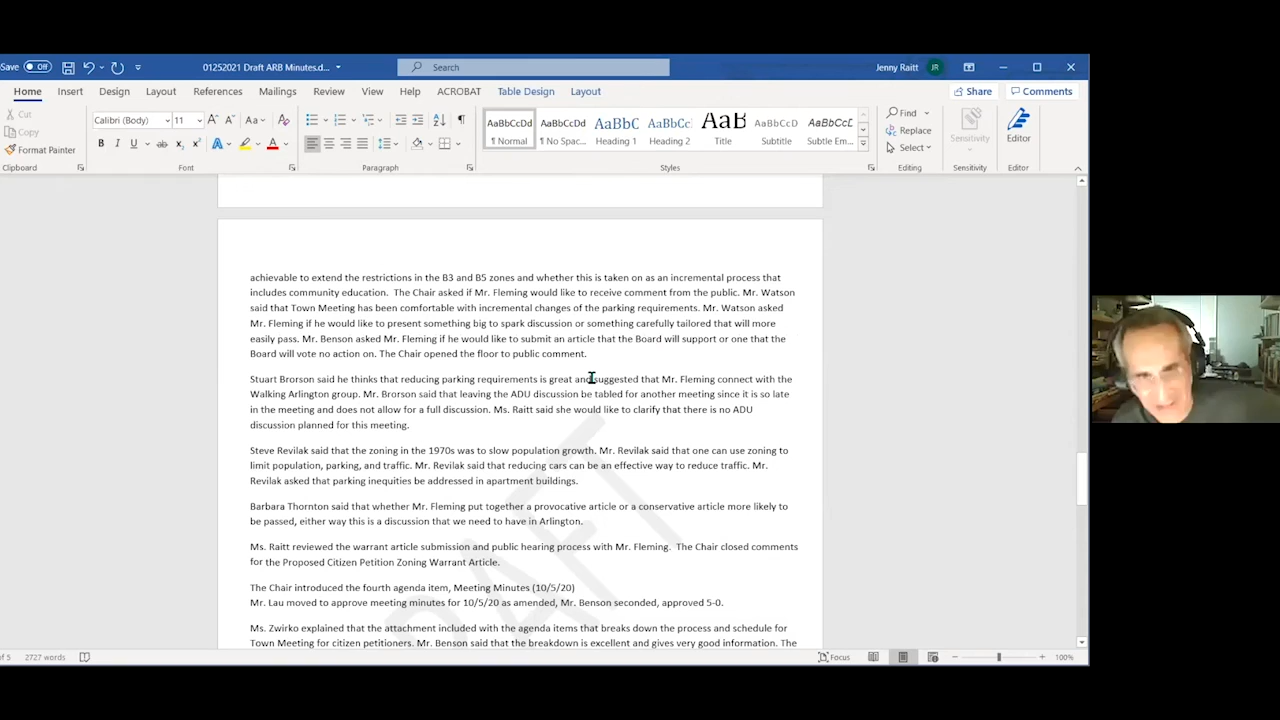 Save Off 01252021 Draft ARB Minutes.d... Search Jenny Raitt JR
Home Insert Design Layout References Mailings Review View Help ACROBAT Table Design Layout Share Comments
Cut
Copy
Format Painter
Clipboard
Calibri (Body) 11
Font
Paragraph
AaBbCcDd AaBbCcDd AaBbC AaBbCc AaB AaBbCcD AaBbCcL
¶ Normal ¶ No Spac... Heading 1 Heading 2 Title Subtitle Subtle Em...
Styles
Find
Replace
Select
Editing
Sensitivity
Sensitivity
Editor
Editor
achievable to extend the restrictions in the B3 and B5 zones and whether this is taken on as an incremental process that
includes community education. The Chair asked if Mr. Fleming would like to receive comment from the public. Mr. Watson
said that Town Meeting has been comfortable with incremental changes of the parking requirements. Mr. Watson asked
Mr. Fleming if he would like to present something big to spark discussion or something carefully tailored that will more
easily pass. Mr. Benson asked Mr. Fleming if he would like to submit an article that the Board will support or one that the
Board will vote no action on. The Chair opened the floor to public comment.
Stuart Brorson said he thinks that reducing parking requirements is great and suggested that Mr. Fleming connect with the
Walking Arlington group. Mr. Brorson said that leaving the ADU discussion be tabled for another meeting since it is so late
in the meeting and does not allow for a full discussion. Ms. Raitt said she would like to clarify that there is no ADU
discussion planned for this meeting.
Steve Revilak said that the zoning in the 1970s was to slow population growth. Mr. Revilak said that one can use zoning to
limit population, parking, and traffic. Mr. Revilak said that reducing cars can be an effective way to reduce traffic. Mr.
Revilak asked that parking inequities be addressed in apartment buildings.
Barbara Thornton said that whether Mr. Fleming put together a provocative article or a conservative article more likely to
be passed, either way this is a discussion that we need to have in Arlington.
Ms. Raitt reviewed the warrant article submission and public hearing process with Mr. Fleming. The Chair closed comments
for the Proposed Citizen Petition Zoning Warrant Article.
The Chair introduced the fourth agenda item, Meeting Minutes (10/5/20)
Mr. Lau moved to approve meeting minutes for 10/5/20 as amended, Mr. Benson seconded, approved 5-0.
Ms. Zwirko explained that the attachment included with the agenda items that breaks down the process and schedule for
Town Meeting for citizen petitioners. Mr. Benson said that the breakdown is excellent and gives very good information. The
DRAFT
of 5 2727 words Focus 100%